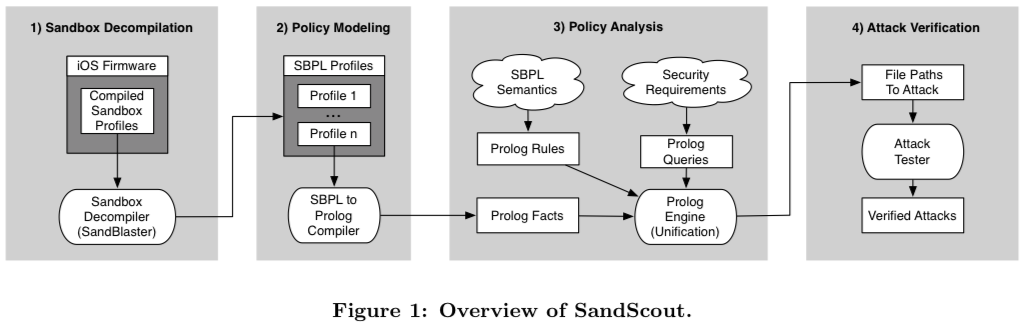 1) Sandbox Decompilation
iOS Firmware
Compiled
Sandbox
Profiles
Sandbox
Decompiler
(SandBlaster)
2) Policy Modeling
SBPL Profiles
Profile 1
...
Profile n
SBPL to
Prolog
Compiler
3) Policy Analysis
SBPL
Semantics
Security
Requirements
Prolog Rules
Prolog
Queries
Prolog Facts
Prolog
Engine
(Unification)
4) Attack Verification
File Paths
To Attack
Attack
Tester
Verified Attacks
Figure 1: Overview of SandScout.